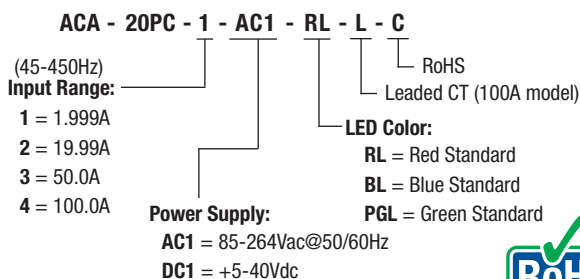 ACA - 20PC - 1 - AC1 - RL - L - C
RoHS
Leaded CT (100A model)
(45-450Hz)
Input Range:
1 = 1.999A
2 = 19.99A
3 = 50.0A
4 = 100.0A
LED Color:
RL = Red Standard
BL = Blue Standard
PGL = Green Standard
Power Supply:
AC1 = 85-264Vac@50/60Hz
DC1 = +5-40Vdc
RoH